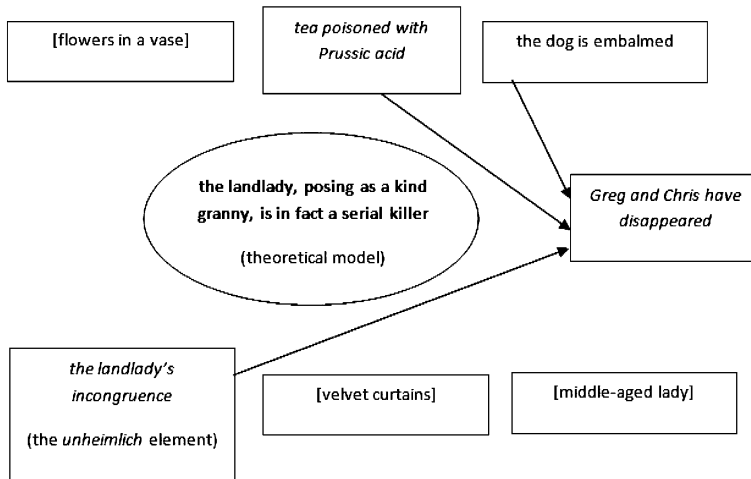 [flowers in a vase]
tea poisoned with
Prussic acid
the dog is embalmed
the landlady, posing as a kind
granny, is in fact a serial killer
(theoretical model)
Greg and Chris have
disappeared
the landlady's
incongruence
(the unheimlich element)
[velvet curtains]
[middle-aged lady]